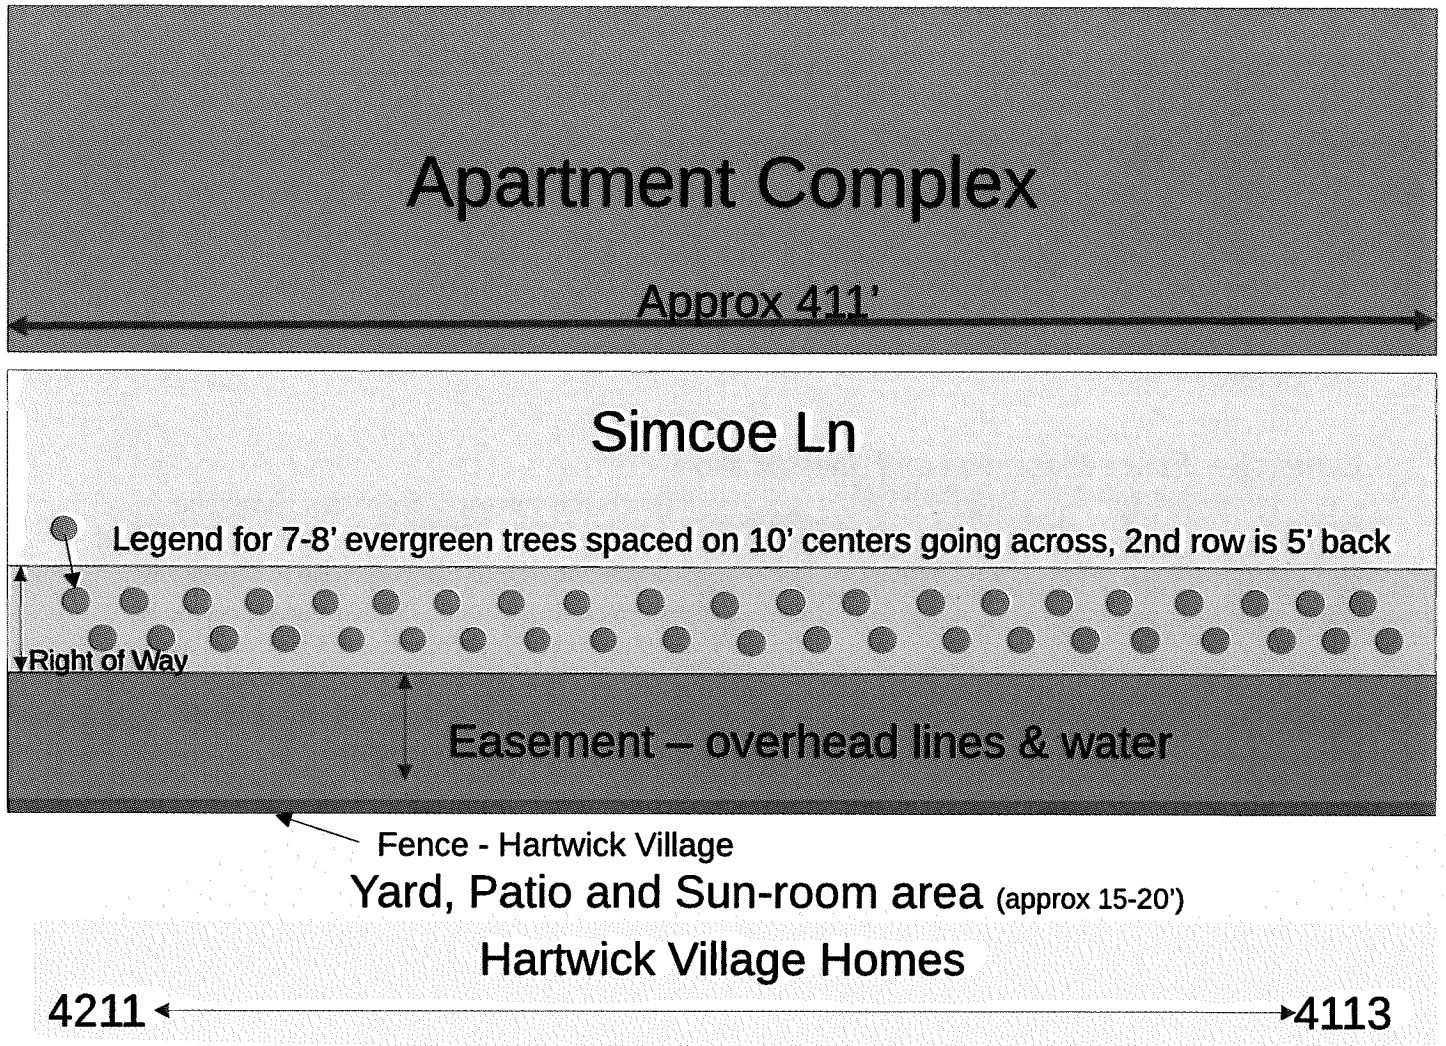 Apartment Complex
Approx 411’
Simcoe Ln
Legend for 7-8’ evergreen trees spaced on 10’ centers going across, 2nd row is 5’ back
Right of Way
Easement – overhead lines & water
Fence - Hartwick Village
Yard, Patio and Sun-room area (approx 15-20’)
Hartwick Village Homes
4211
4113